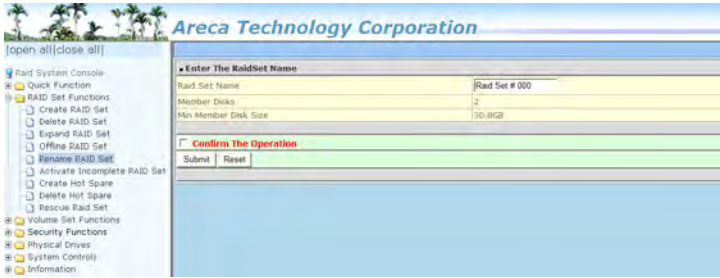 Areca Technology Corporation
|open all|close all|
Raid System Console
Quick Function
RAID Set Functions
Create RAID Set
Delete RAID Set
Expand RAID Set
Offline RAID Set
Rename RAID Set
Activate Incomplete RAID Set
Create Hot Spare
Delete Hot Spare
Rescue Raid Set
Volume Set Functions
Security Functions
Physical Drives
System Controls
Information
Enter The RaidSet Name
Raid Set Name Raid Set # 000
Member Disks 2
Min Member Disk Size 30.0GB
Confirm The Operation
Submit Reset